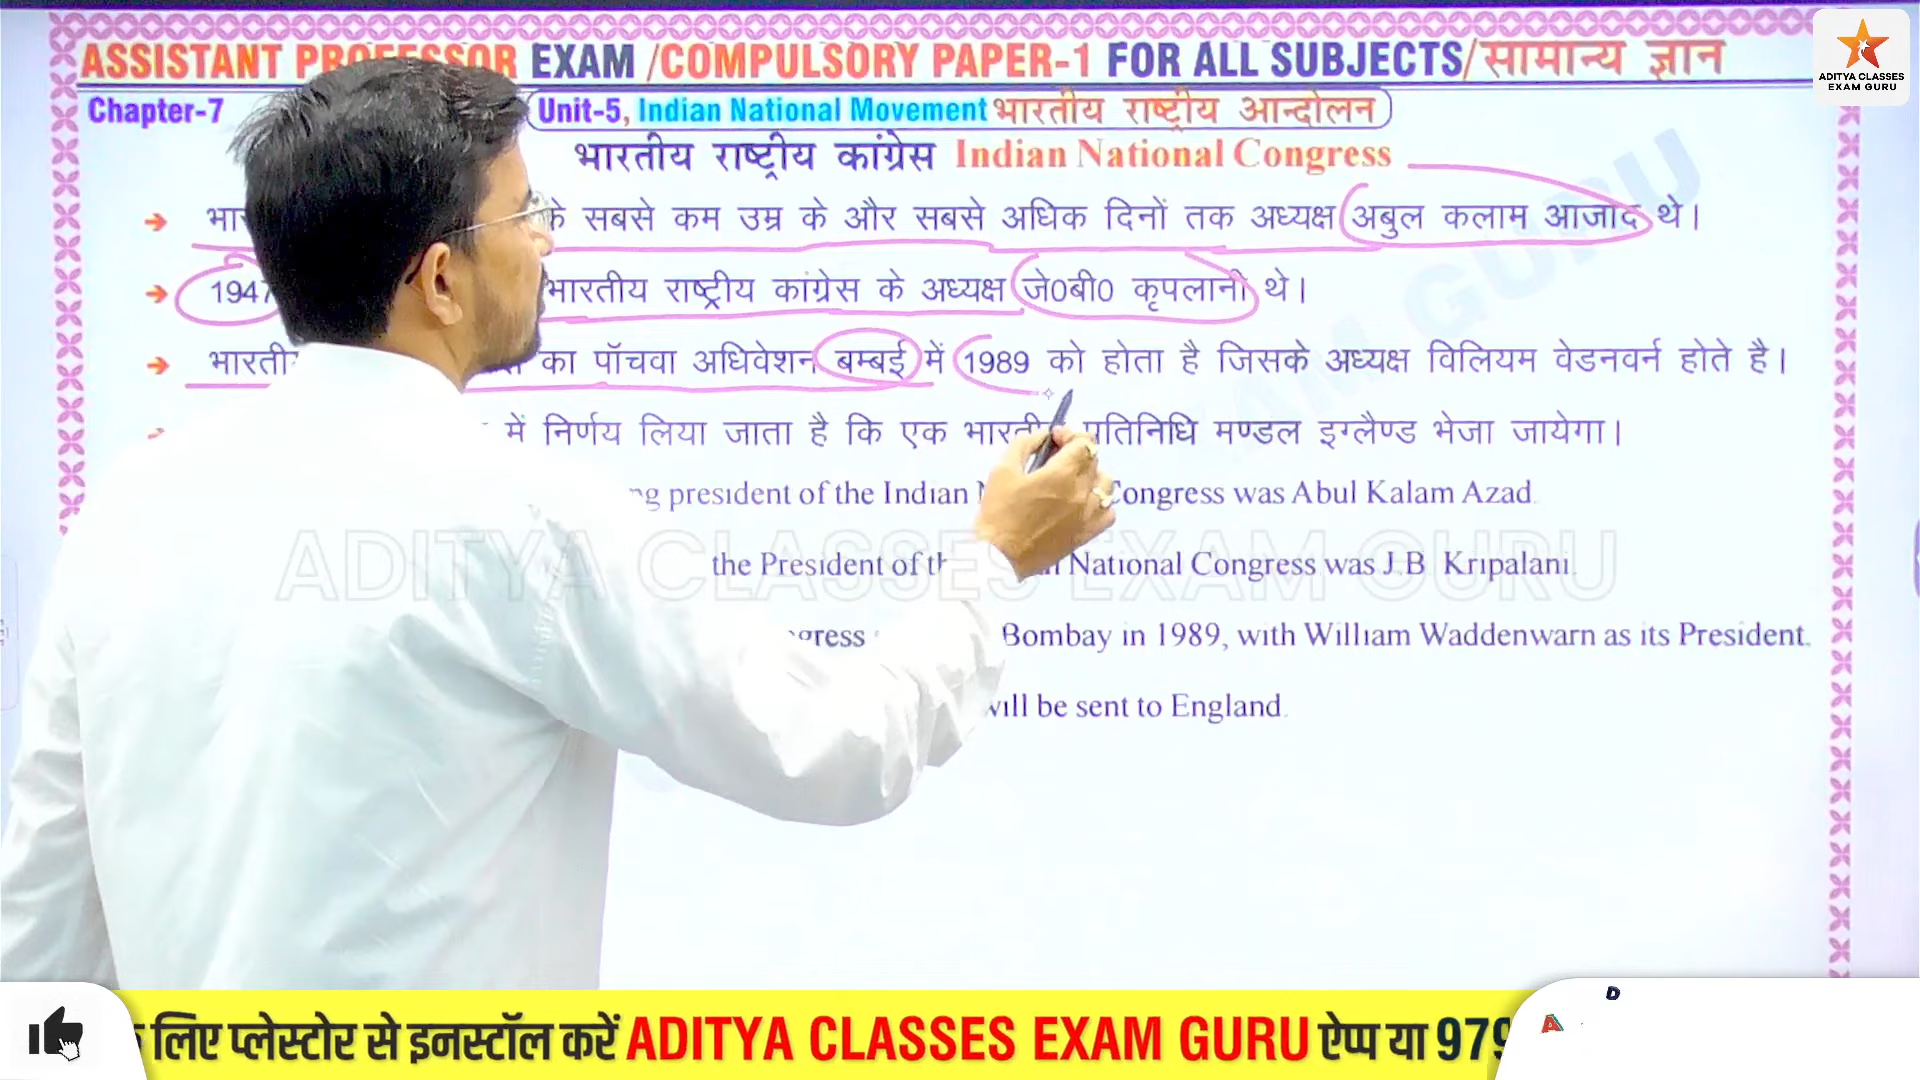 ASSISTANT PROFESSOR EXAM /COMPULSORY PAPER-1 FOR ALL SUBJECTS/सामान्य ज्ञान
ADITYA CLASSES
EXAM GURU
Chapter-7
Unit-5, Indian National Movement भारतीय राष्ट्रीय आन्दोलन
भारतीय राष्ट्रीय कांग्रेस Indian National Congress
के सबसे कम उम्र के और सबसे अधिक दिनों तक अध्यक्ष अबुल कलाम आजाद थे।
1947 भारतीय राष्ट्रीय कांग्रेस के अध्यक्ष जे0बी0 कृपलानी थे।
का पॉचवा अधिवेशन बम्बई में 1989 को होता है जिसके अध्यक्ष विलियम वेडनवर्न होते है।
में निर्णय लिया जाता है कि एक भारतीय प्रतिनिधि मण्डल इग्लैण्ड भेजा जायेगा।
president of the Indian Congress was Abul Kalam Azad.
ADITYA CLASSES EXAM GURU
the President of National Congress was J.B. Kripalani.
Bombay in 1989, with William Waddenwarn as its President.
will be sent to England.
लिए प्लेस्टोर से इनस्टॉल करें ADITYA CLASSES EXAM GURU ऐप्प या 979